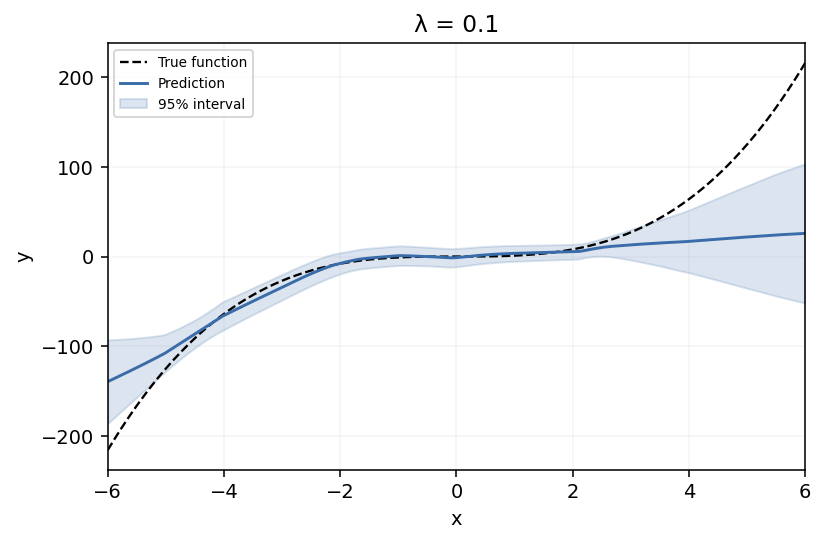 λ = 0.1
True function
Prediction
95% interval
200
100
0
−100
−200
y
−6
−4
−2
0
2
4
6
x